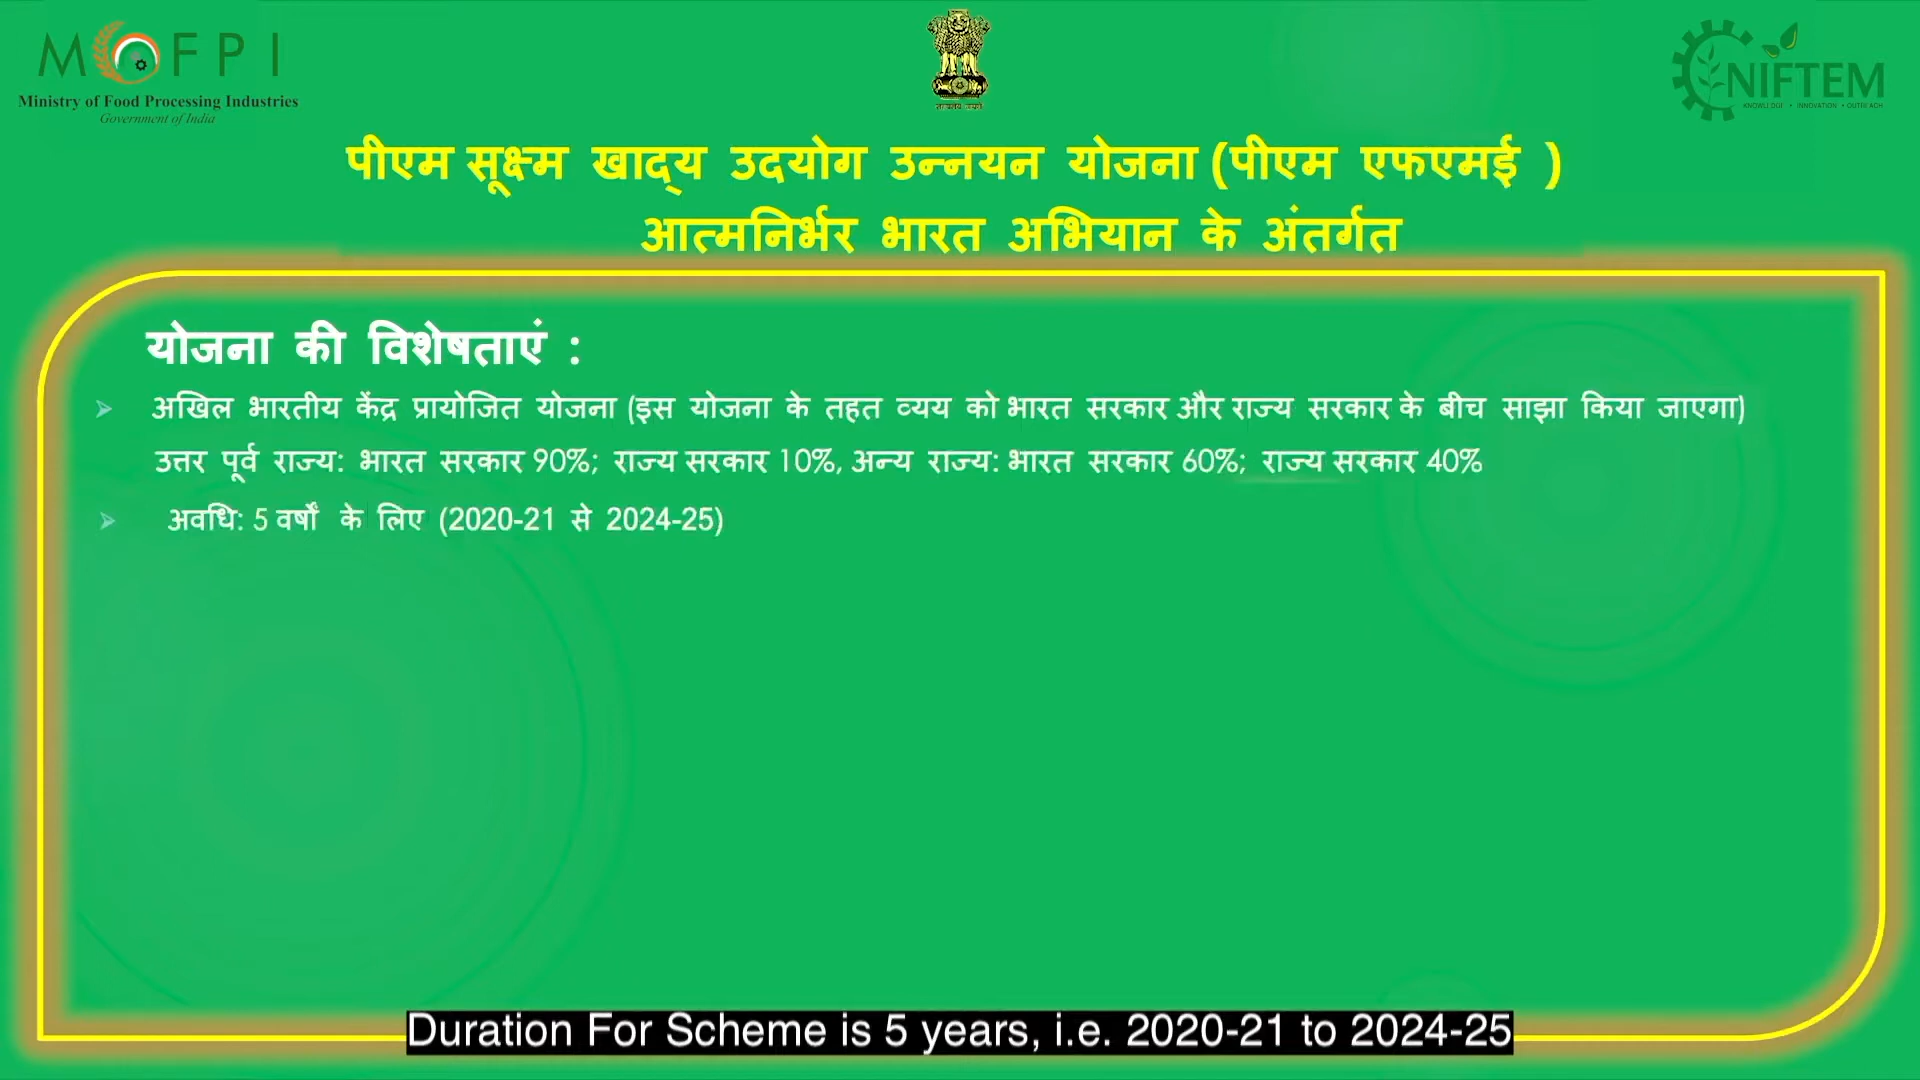 MOFPI
Ministry of Food Processing Industries
Government of India
NIFTEM
KNOWLEDGE • INNOVATION • OUTREACH
पीएम सूक्ष्म खाद्य उदयोग उन्नयन योजना (पीएम एफएमई )
आत्मनिर्भर भारत अभियान के अंतर्गत
योजना की विशेषताएं :
➢ अखिल भारतीय केंद्र प्रायोजित योजना (इस योजना के तहत व्यय को भारत सरकार और राज्य सरकार के बीच साझा किया जाएगा)
उत्तर पूर्व राज्य: भारत सरकार 90%; राज्य सरकार 10%, अन्य राज्य: भारत सरकार 60%; राज्य सरकार 40%
➢ अवधि: 5 वर्षों के लिए (2020-21 से 2024-25)
Duration For Scheme is 5 years, i.e. 2020-21 to 2024-25